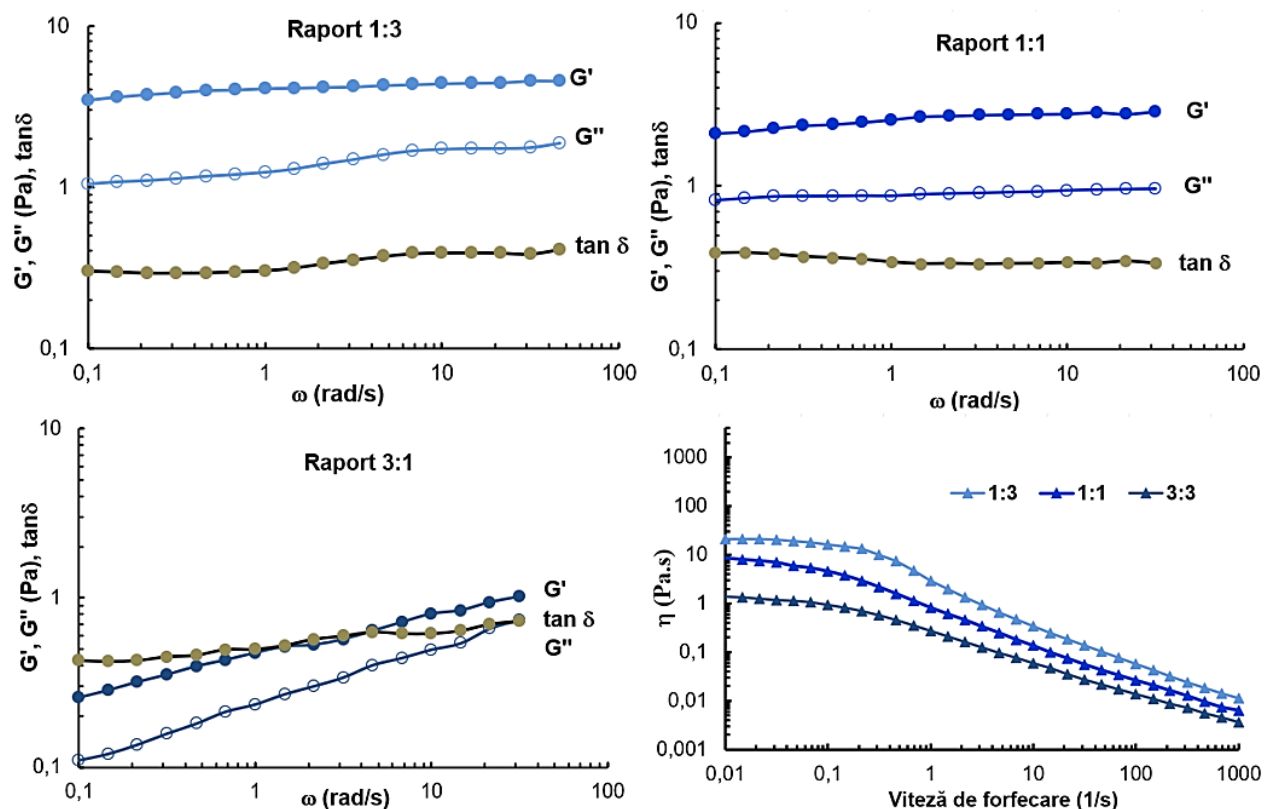 Raport 1:3
G', G" (Pa), tanδ
10
1
0,1
G'
G"
tan δ
0,1
1
10
100
ω (rad/s)
Raport 1:1
G', G" (Pa), tanδ
10
1
0,1
G'
G"
tan δ
0,1
1
10
100
ω (rad/s)
Raport 3:1
G', G" (Pa), tanδ
10
1
0,1
G'
tan δ
G"
0,1
1
10
100
ω (rad/s)
η (Pa.s)
1000
100
10
1
0,1
0,01
0,001
1:3 1:1 3:3
0,01
0,1
1
10
100
1000
Viteză de forfecare (1/s)